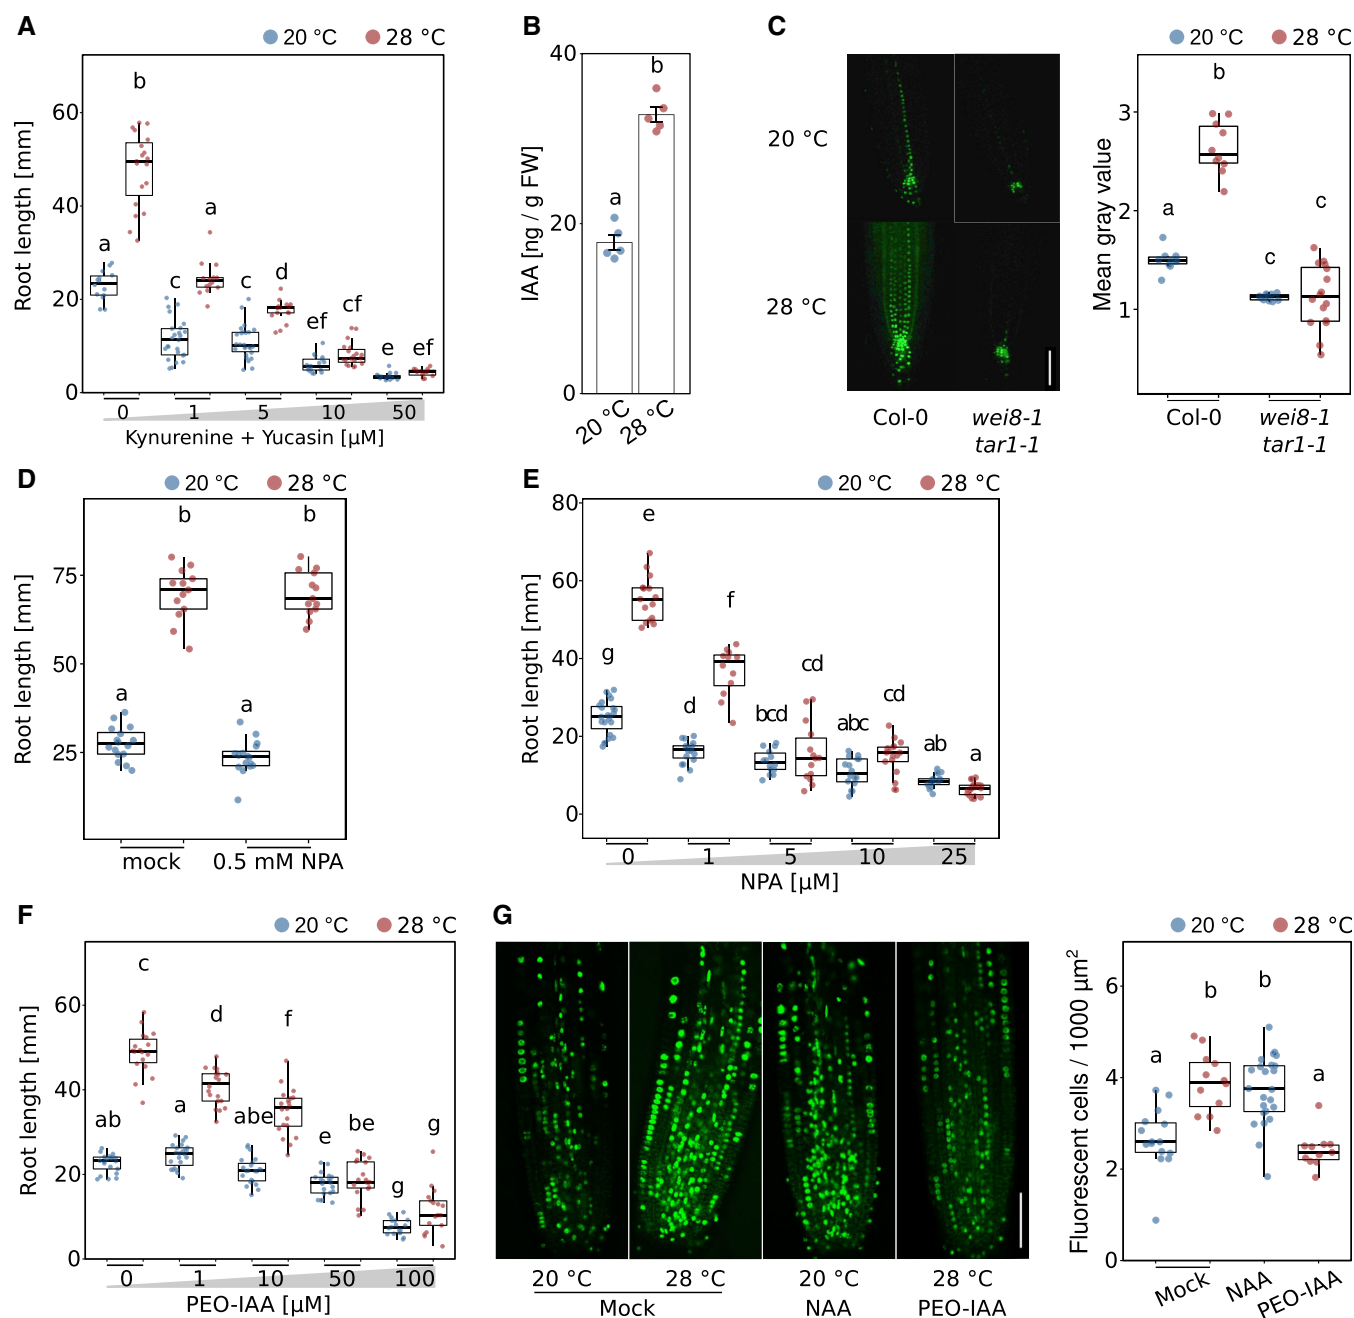 A
20 °C
28 °C
Root length [mm]
60
40
20
0
a
b
c
a
c
d
ef
cf
e
ef
0
1
5
10
50
Kynurenine + Yucasin [µM]
B
IAA [ng / g FW]
40
20
0
a
b
20 °C
28 °C
C
20 °C
28 °C
Col-0
wei8-1
tar1-1
20 °C
28 °C
Mean gray value
3
2
1
a
b
c
c
Col-0
wei8-1
tar1-1
D
20 °C
28 °C
Root length [mm]
75
50
25
a
b
a
b
mock
0.5 mM NPA
E
20 °C
28 °C
Root length [mm]
80
60
40
20
0
g
e
d
f
bcd
cd
abc
cd
ab
a
0
1
5
10
25
NPA [µM]
F
20 °C
28 °C
Root length [mm]
60
40
20
0
ab
c
a
d
abe
f
e
be
g
g
0
1
10
50
100
PEO-IAA [µM]
G
20 °C
28 °C
20 °C
28 °C
Mock
NAA
PEO-IAA
20 °C
28 °C
Fluorescent cells / 1000 µm²
6
4
2
0
a
b
b
a
Mock
NAA
PEO-IAA